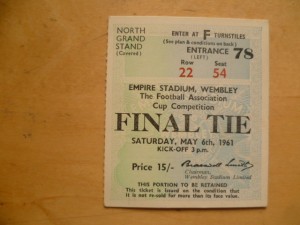 NORTH
GRAND
STAND
(Covered)
ENTER AT F TURNSTILES
(See plan & conditions on back)
ENTRANCE 78
(LEFT)
Row Seat
22 54
EMPIRE STADIUM, WEMBLEY
The Football Association
Cup Competition
FINAL TIE
SATURDAY, MAY 6th, 1961
KICK-OFF 3 p.m.
Price 15/-
Chairman,
Wembley Stadium Limited
THIS PORTION TO BE RETAINED
This ticket is issued on the condition that
it is not re-sold for more than its face value.